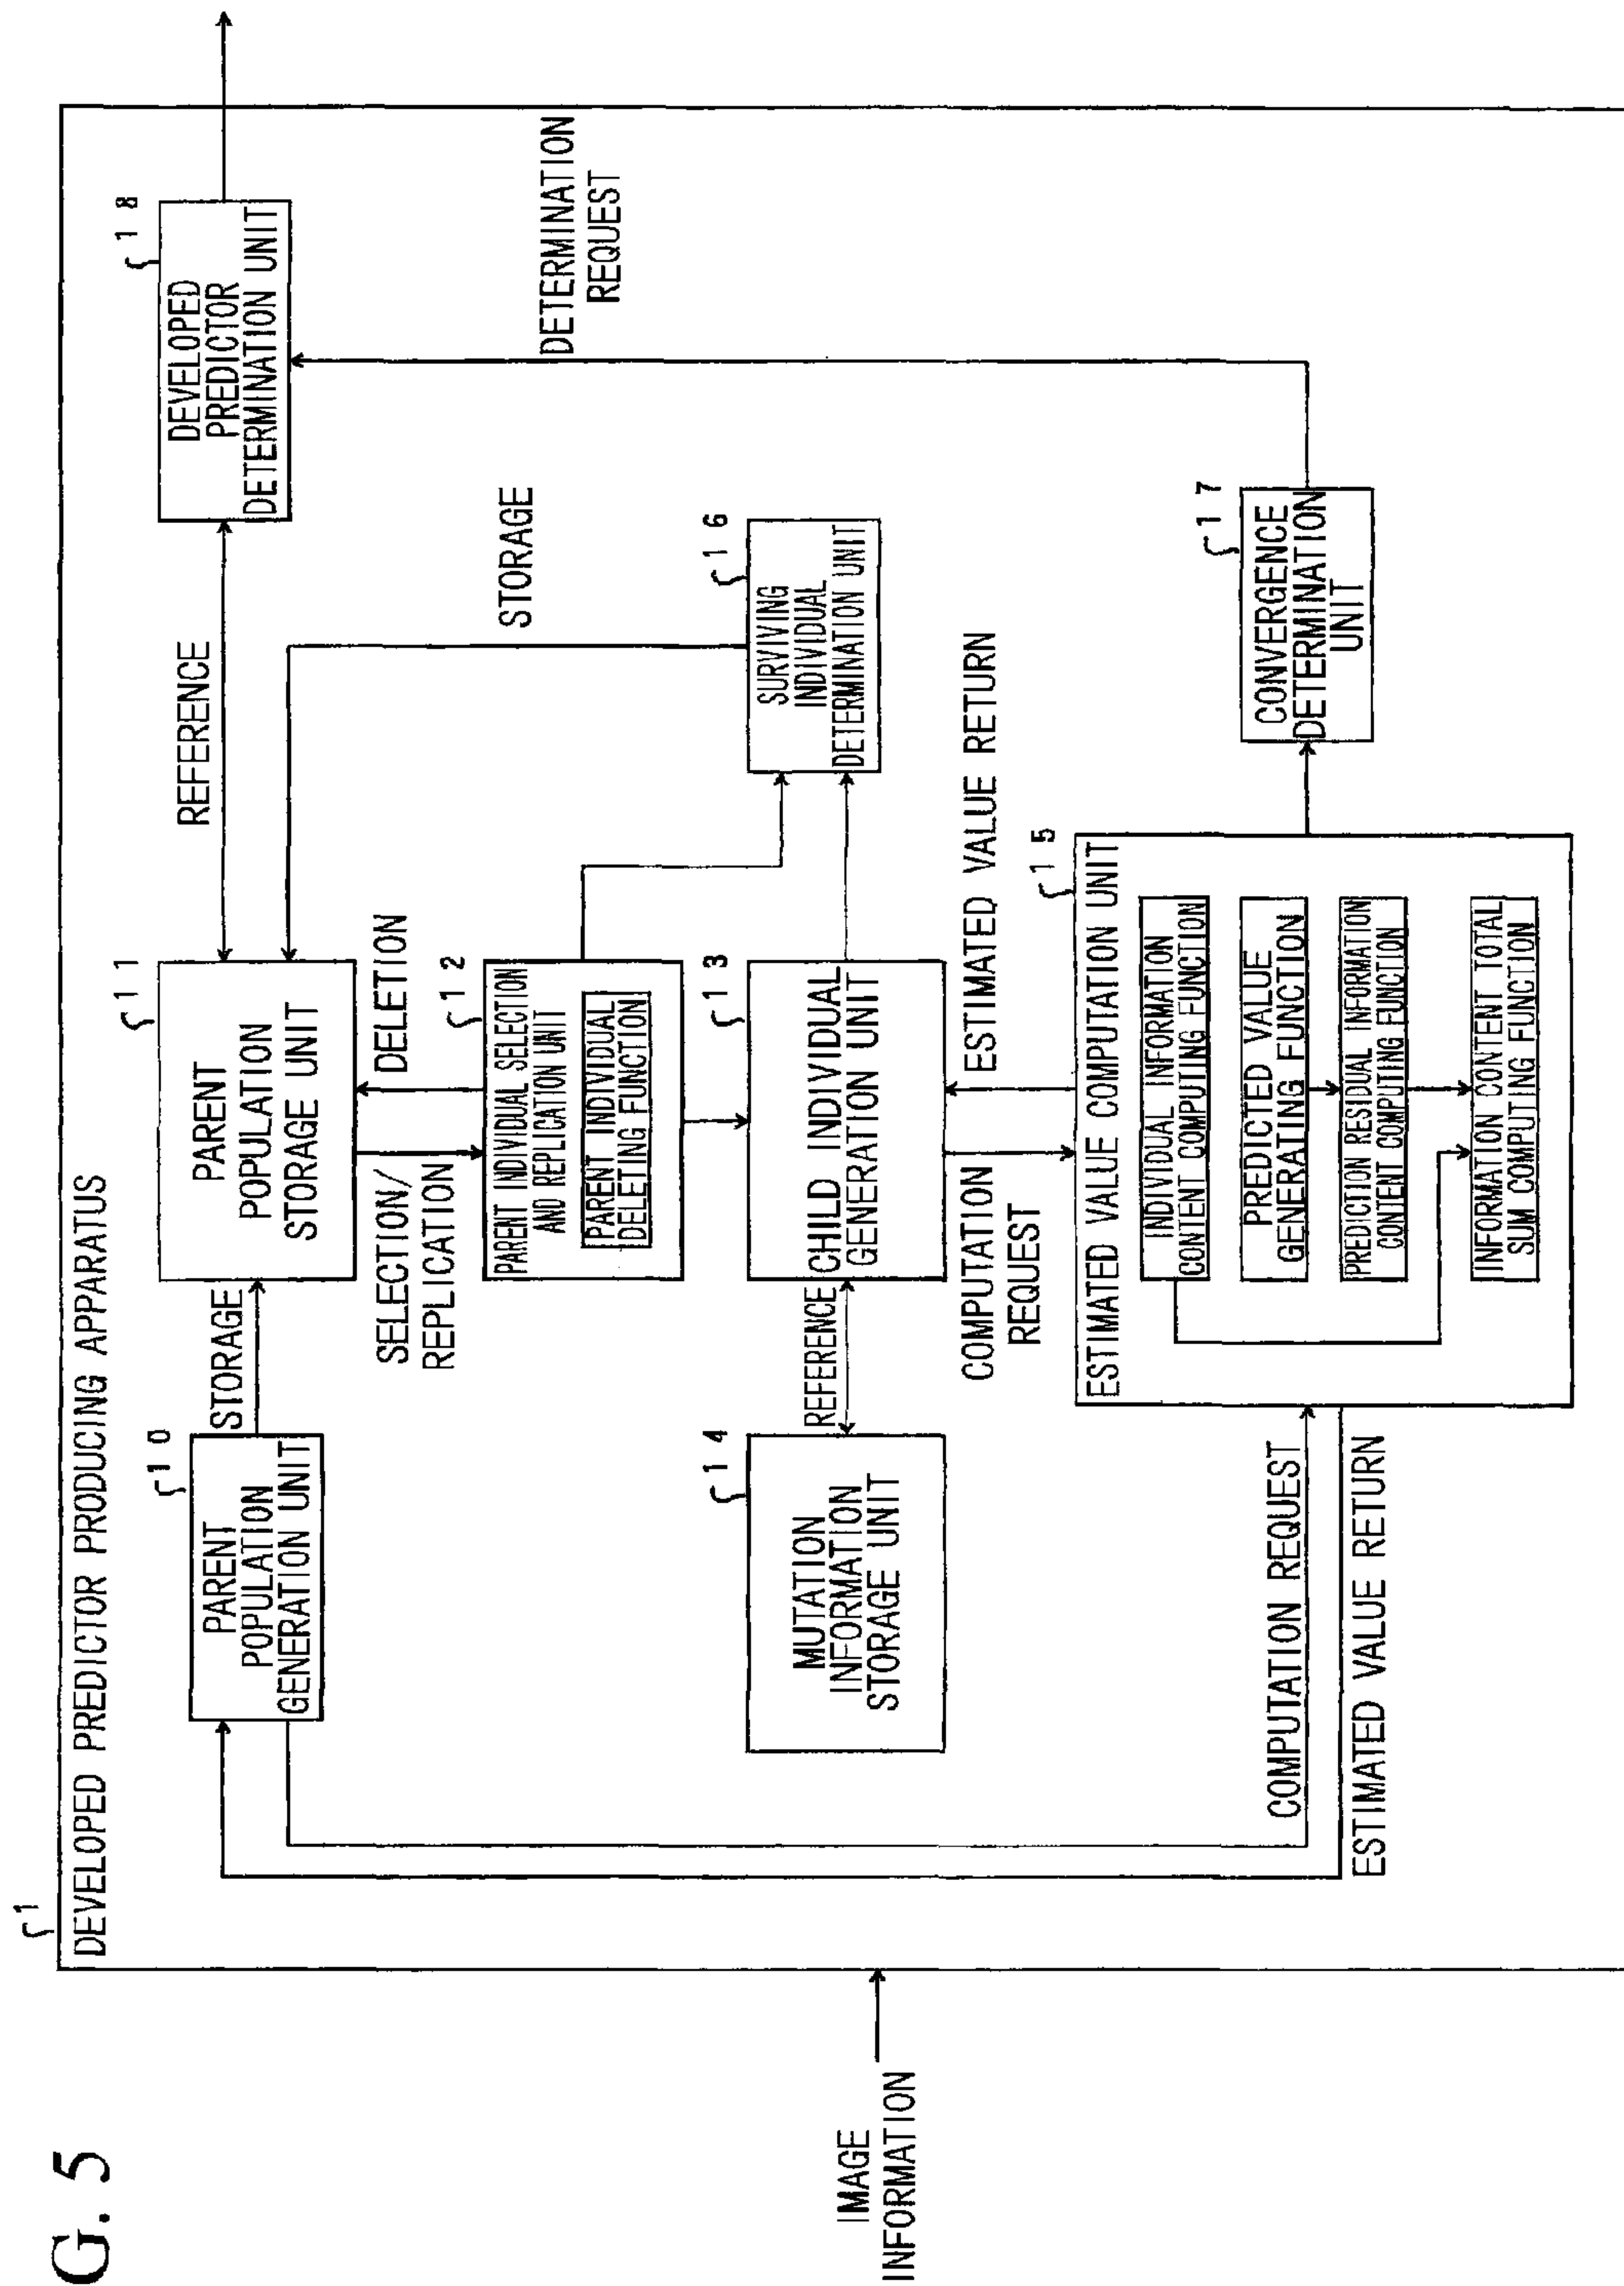 G. 5
1
DEVELOPED PREDICTOR PRODUCING APPARATUS
IMAGE
INFORMATION
10
PARENT
POPULATION
GENERATION UNIT
STORAGE
11
PARENT
POPULATION
STORAGE UNIT
REFERENCE
18
DEVELOPED
PREDICTOR
DETERMINATION UNIT
SELECTION/
REPLICATION
DELETION
STORAGE
DETERMINATION
REQUEST
12
PARENT INDIVIDUAL SELECTION
AND REPLICATION UNIT
PARENT INDIVIDUAL
DELETING FUNCTION
14
MUTATION
INFORMATION
STORAGE UNIT
REFERENCE
13
CHILD INDIVIDUAL
GENERATION UNIT
16
SURVIVING
INDIVIDUAL
DETERMINATION UNIT
COMPUTATION
REQUEST
ESTIMATED VALUE RETURN
15
ESTIMATED VALUE COMPUTATION UNIT
INDIVIDUAL INFORMATION
CONTENT COMPUTING FUNCTION
PREDICTED VALUE
GENERATING FUNCTION
PREDICTION RESIDUAL INFORMATION
CONTENT COMPUTING FUNCTION
INFORMATION CONTENT TOTAL
SUM COMPUTING FUNCTION
17
CONVERGENCE
DETERMINATION
UNIT
COMPUTATION REQUEST
ESTIMATED VALUE RETURN